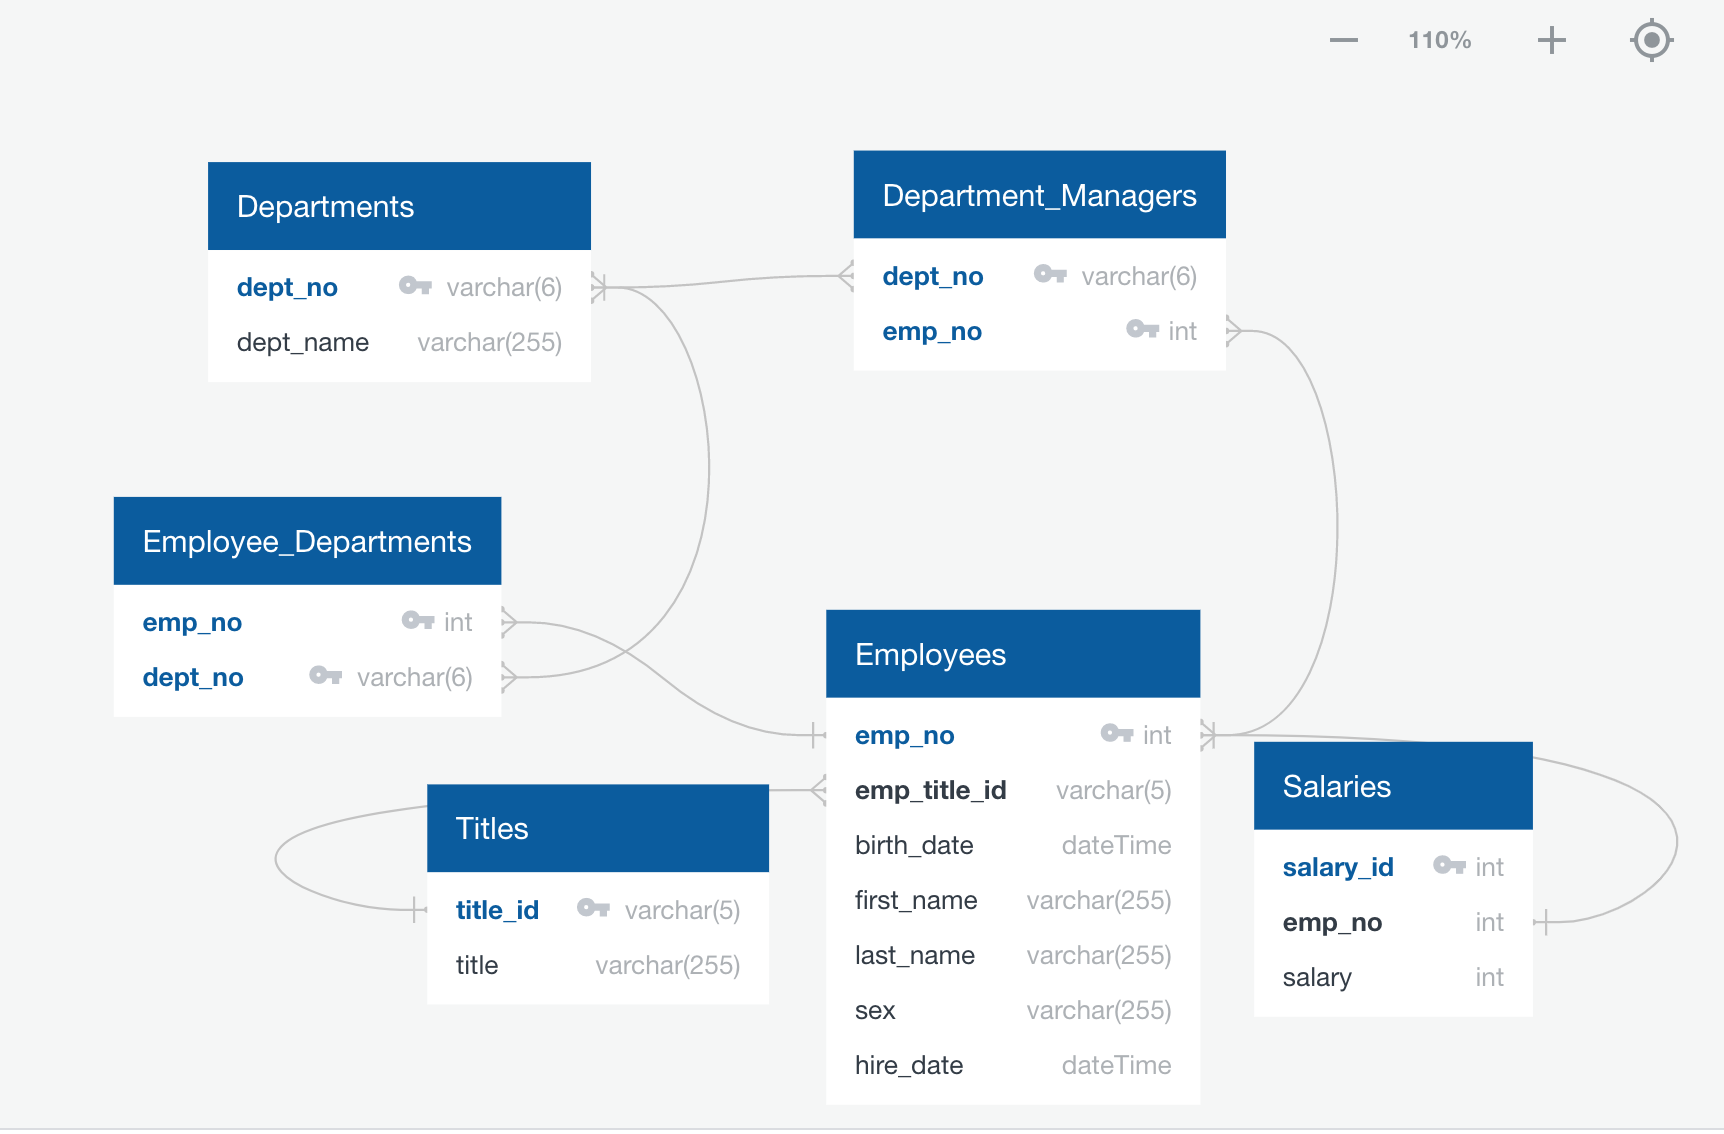 110%
Departments
dept_no varchar(6)
dept_name varchar(255)
Department_Managers
dept_no varchar(6)
emp_no int
Employee_Departments
emp_no int
dept_no varchar(6)
Employees
emp_no int
emp_title_id varchar(5)
birth_date dateTime
first_name varchar(255)
last_name varchar(255)
sex varchar(255)
hire_date dateTime
Titles
title_id varchar(5)
title varchar(255)
Salaries
salary_id int
emp_no int
salary int